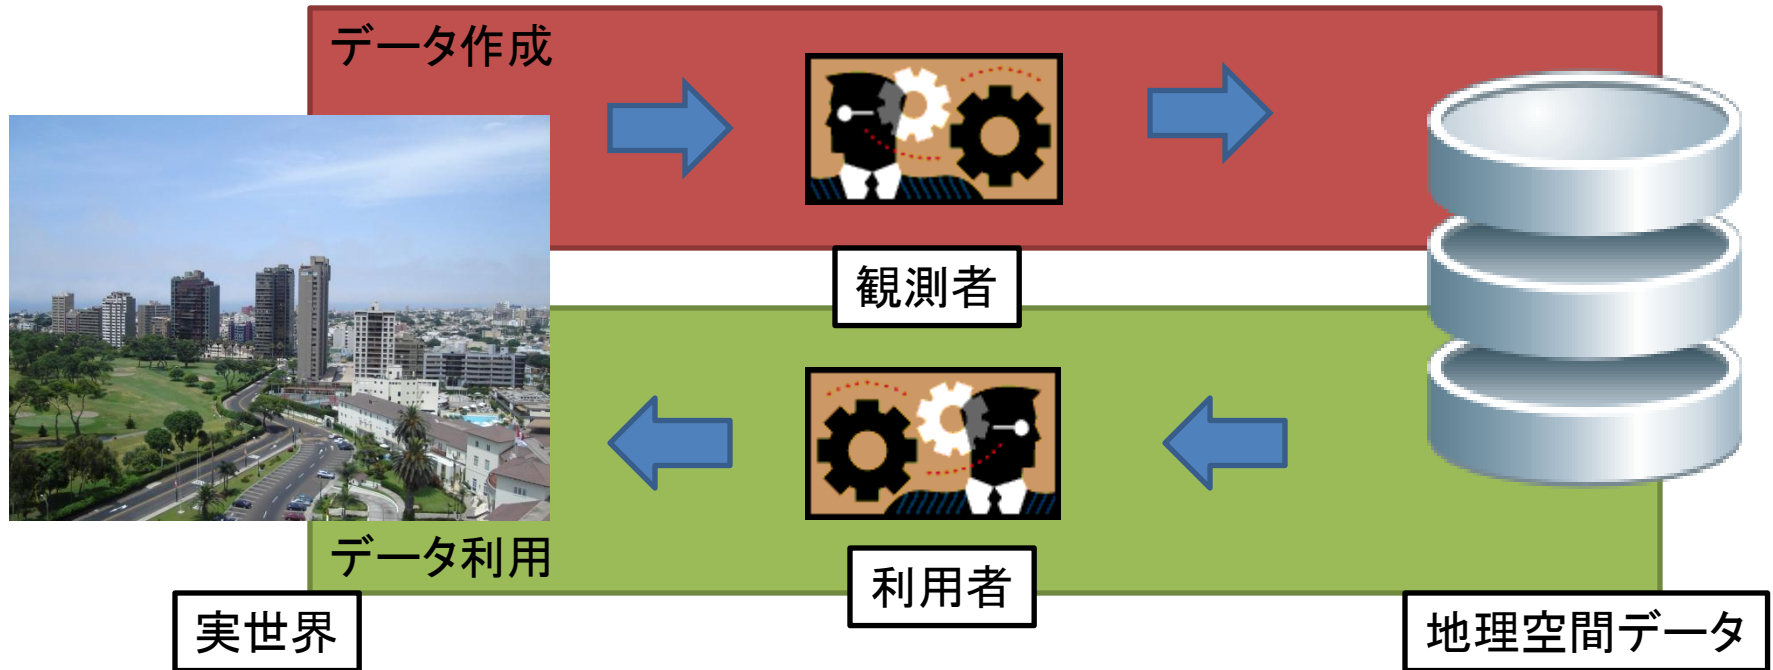 データ作成
観測者
データ利用
利用者
実世界
地理空間データ